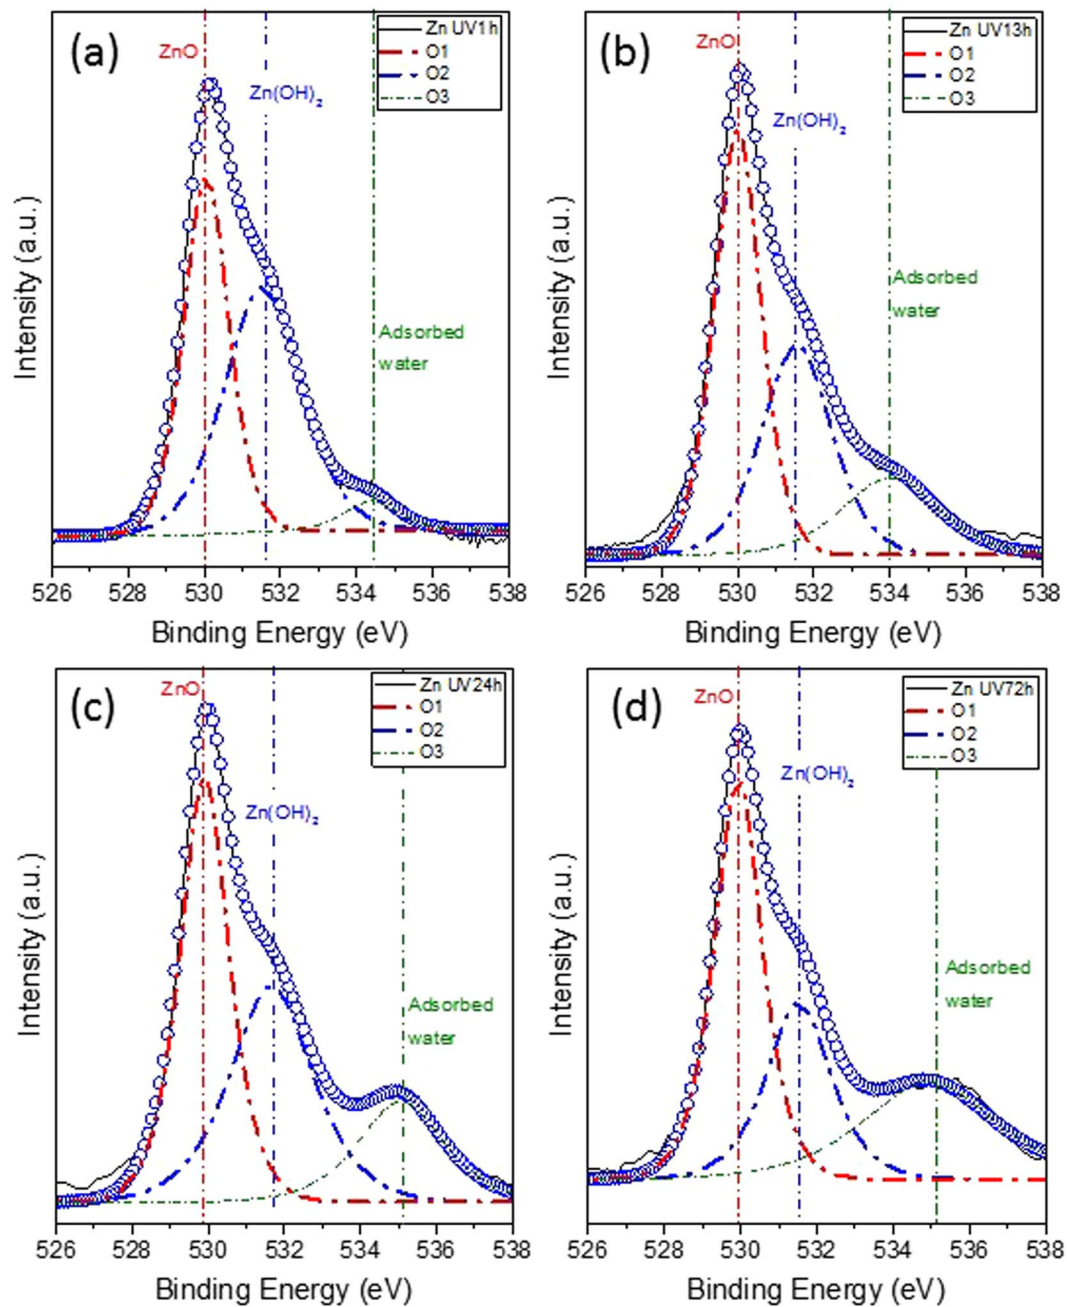 (a)
ZnO
Zn(OH)2
Zn UV1h
O1
O2
O3
Adsorbed
water
Intensity (a.u.)
526 528 530 532 534 536 538
Binding Energy (eV)
(b)
ZnO
Zn(OH)2
Zn UV13h
O1
O2
O3
Adsorbed
water
Intensity (a.u.)
526 528 530 532 534 536 538
Binding Energy (eV)
(c)
ZnO
Zn(OH)2
Zn UV24h
O1
O2
O3
Adsorbed
water
Intensity (a.u.)
526 528 530 532 534 536 538
Binding Energy (eV)
(d)
ZnO
Zn(OH)2
Zn UV72h
O1
O2
O3
Adsorbed
water
Intensity (a.u.)
526 528 530 532 534 536 538
Binding Energy (eV)